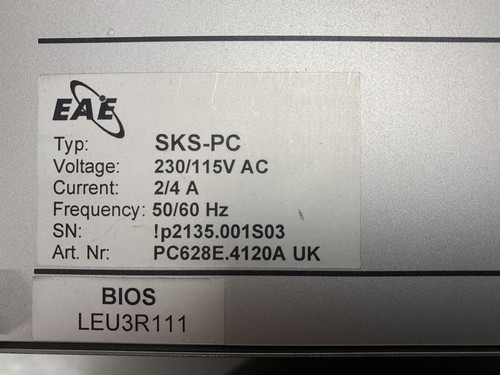 EAE
Typ: SKS-PC
Voltage: 230/115V AC
Current: 2/4 A
Frequency: 50/60 Hz
SN: !p2135.001S03
Art. Nr: PC628E.4120A UK
BIOS
LEU3R111